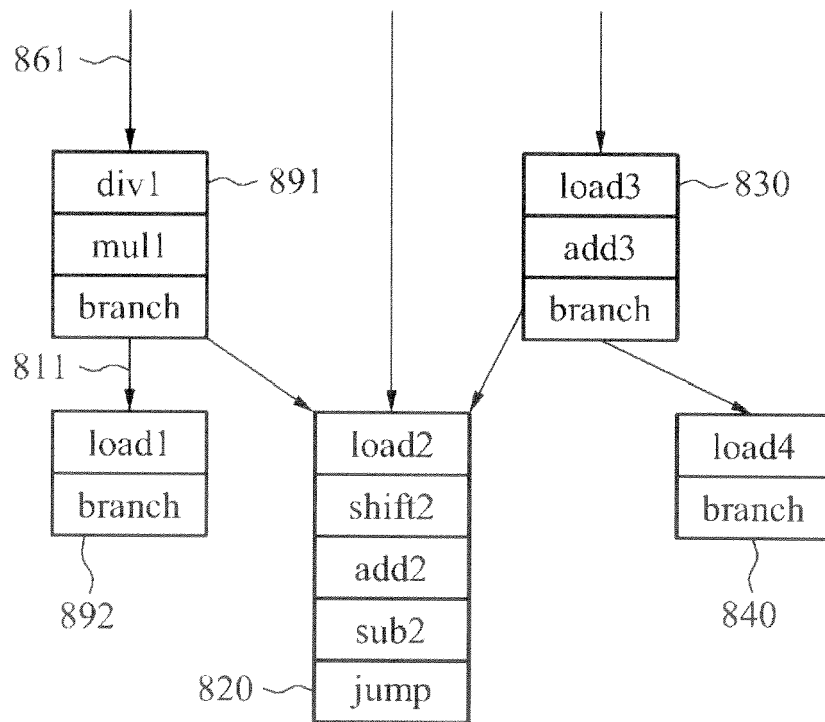 861
div1
891
mul1
branch
load3
830
add3
branch
811
load1
branch
892
load2
shift2
add2
sub2
820
jump
load4
branch
840